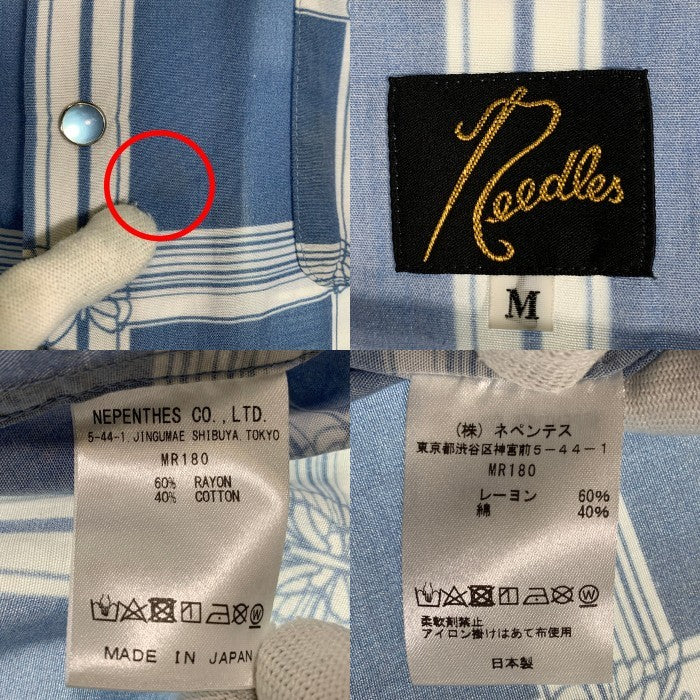 Needles
M
NEPENTHES CO., LTD.
5-44-1, JINGUMAE SHIBUYA, TOKYO
MR180
60% RAYON
40% COTTON
MADE IN JAPAN
(株) ネペンテス
東京都渋谷区神宮前5-44-1
MR180
レーヨン 60%
綿 40%
柔軟剤禁止
アイロン掛けはあて布使用
日本製